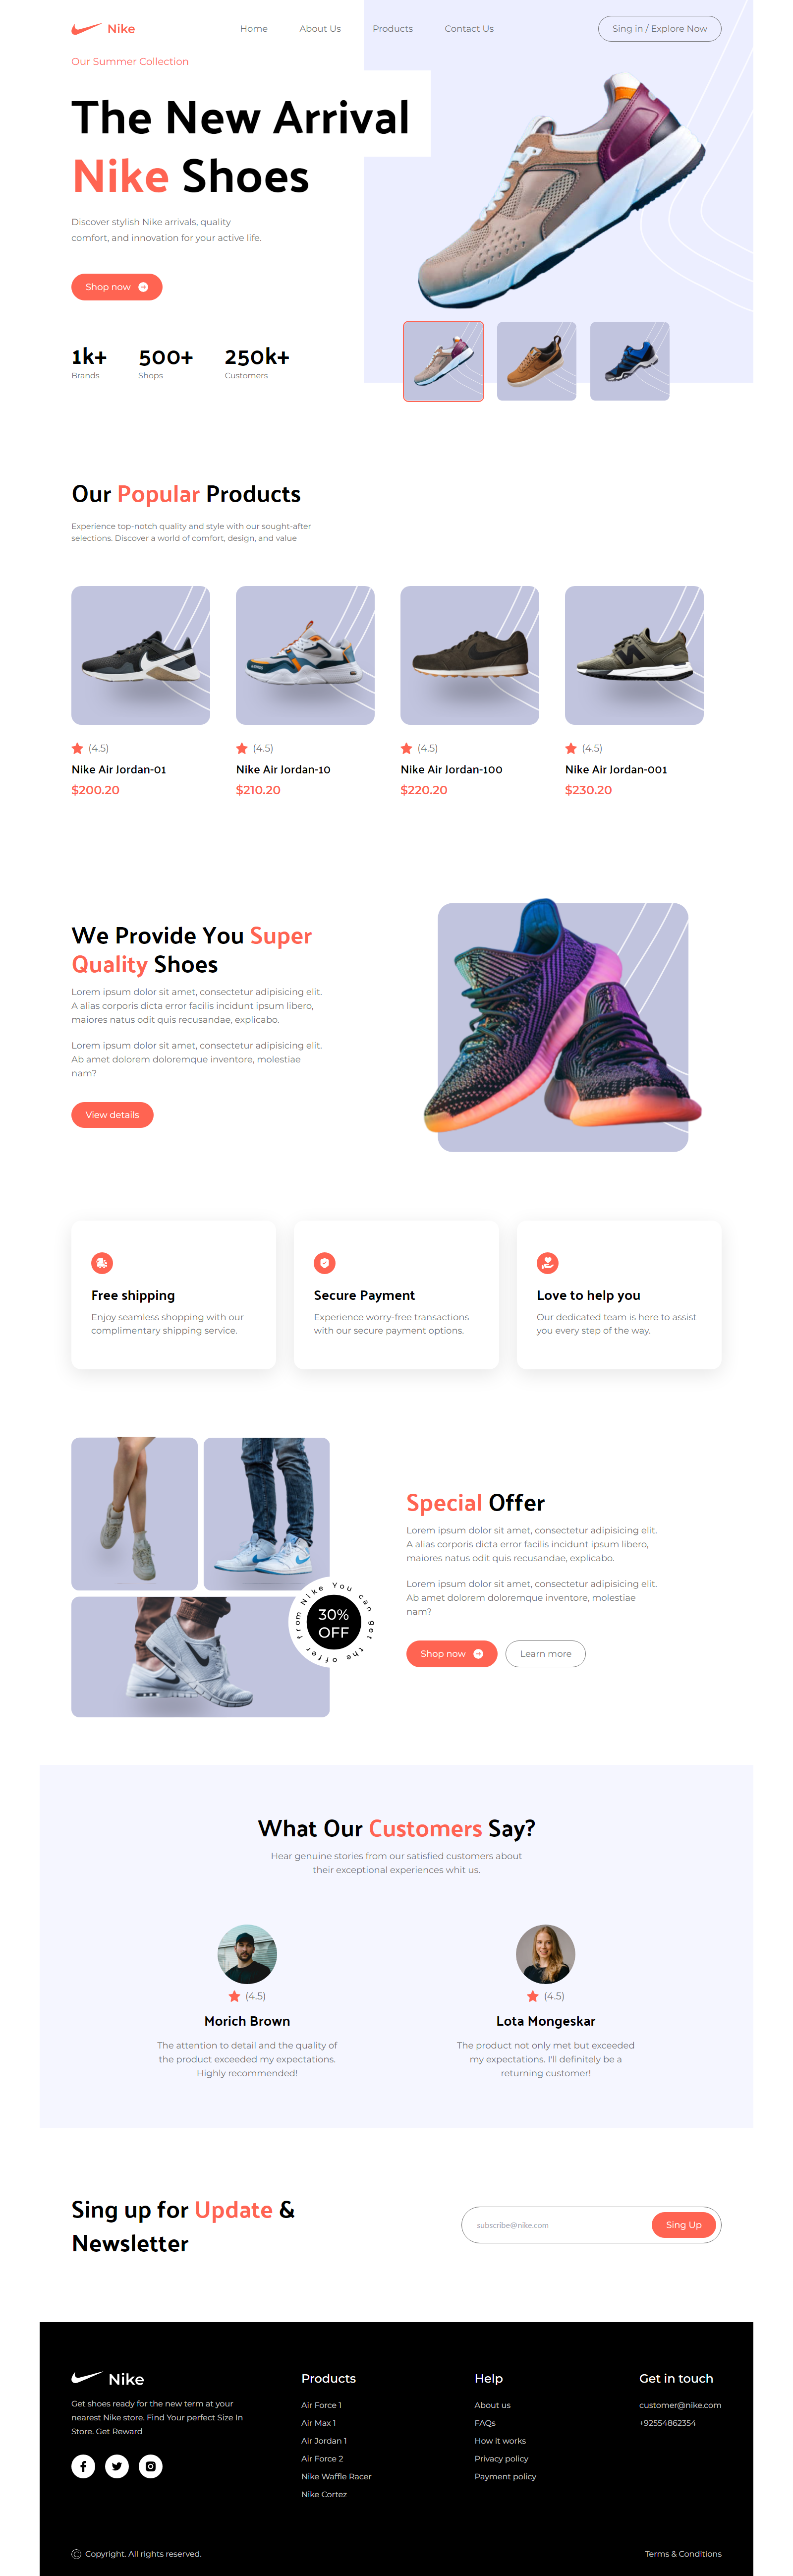 Nike
Home About Us Products Contact Us
Sing in / Explore Now
Our Summer Collection
The New Arrival
Nike Shoes
Discover stylish Nike arrivals, quality
comfort, and innovation for your active life.
Shop now
1k+ 500+ 250k+
Brands Shops Customers
Our Popular Products
Experience top-notch quality and style with our sought-after
selections. Discover a world of comfort, design, and value
(4.5) (4.5) (4.5) (4.5)
Nike Air Jordan-01 Nike Air Jordan-10 Nike Air Jordan-100 Nike Air Jordan-001
$200.20 $210.20 $220.20 $230.20
We Provide You Super
Quality Shoes
Lorem ipsum dolor sit amet, consectetur adipisicing elit.
A alias corporis dicta error facilis incidunt ipsum libero,
maiores natus odit quis recusandae, explicabo.
Lorem ipsum dolor sit amet, consectetur adipisicing elit.
Ab amet dolorem doloremque inventore, molestiae
nam?
View details
Free shipping
Enjoy seamless shopping with our
complimentary shipping service.
Secure Payment
Experience worry-free transactions
with our secure payment options.
Love to help you
Our dedicated team is here to assist
you every step of the way.
You can get the offer from Nike
30%
OFF
Special Offer
Lorem ipsum dolor sit amet, consectetur adipisicing elit.
A alias corporis dicta error facilis incidunt ipsum libero,
maiores natus odit quis recusandae, explicabo.
Lorem ipsum dolor sit amet, consectetur adipisicing elit.
Ab amet dolorem doloremque inventore, molestiae
nam?
Shop now Learn more
What Our Customers Say?
Hear genuine stories from our satisfied customers about
their exceptional experiences whit us.
(4.5)
Morich Brown
The attention to detail and the quality of
the product exceeded my expectations.
Highly recommended!
(4.5)
Lota Mongeskar
The product not only met but exceeded
my expectations. I'll definitely be a
returning customer!
Sing up for Update &
Newsletter
subscribe@nike.com
Sing Up
Nike
Get shoes ready for the new term at your
nearest Nike store. Find Your perfect Size In
Store. Get Reward
Products
Air Force 1
Air Max 1
Air Jordan 1
Air Force 2
Nike Waffle Racer
Nike Cortez
Help
About us
FAQs
How it works
Privacy policy
Payment policy
Get in touch
customer@nike.com
+92554862354
© Copyright. All rights reserved.
Terms & Conditions